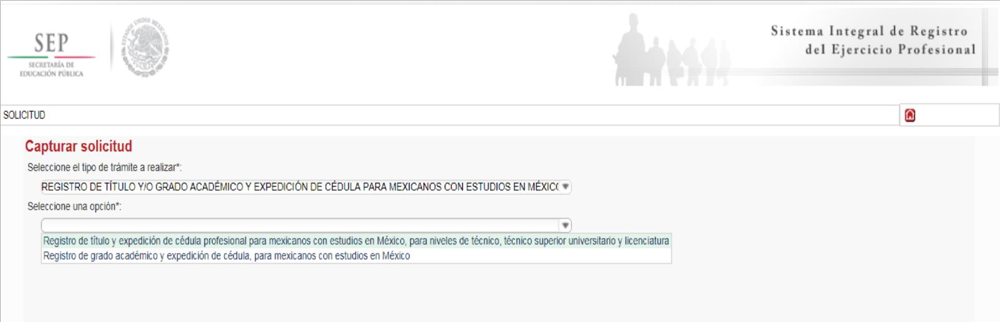 SEP
SECRETARÍA DE
EDUCACIÓN PÚBLICA
ESTADOS UNIDOS MEXICANOS
Sistema Integral de Registro
del Ejercicio Profesional
SOLICITUD
Capturar solicitud
Seleccione el tipo de trámite a realizar*:
REGISTRO DE TÍTULO Y/O GRADO ACADÉMICO Y EXPEDICIÓN DE CÉDULA PARA MEXICANOS CON ESTUDIOS EN MÉXIC
Seleccione una opción*:
Registro de título y expedición de cédula profesional para mexicanos con estudios en México, para niveles de técnico, técnico superior universitario y licenciatura
Registro de grado académico y expedición de cédula, para mexicanos con estudios en México